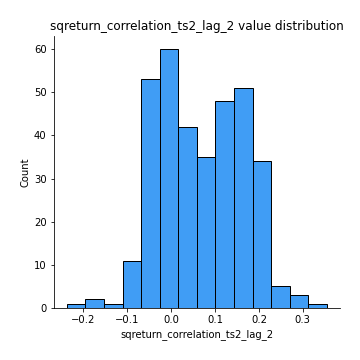 sqreturn_correlation_ts2_lag_2 value distribution
60
50
40
30
20
10
0
Count
−0.2 −0.1 0.0 0.1 0.2 0.3
sqreturn_correlation_ts2_lag_2